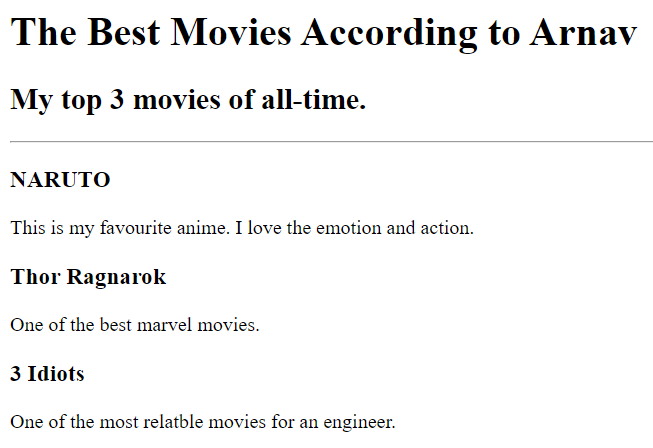 The Best Movies According to Arnav
My top 3 movies of all-time.
NARUTO
This is my favourite anime. I love the emotion and action.
Thor Ragnarok
One of the best marvel movies.
3 Idiots
One of the most relatble movies for an engineer.